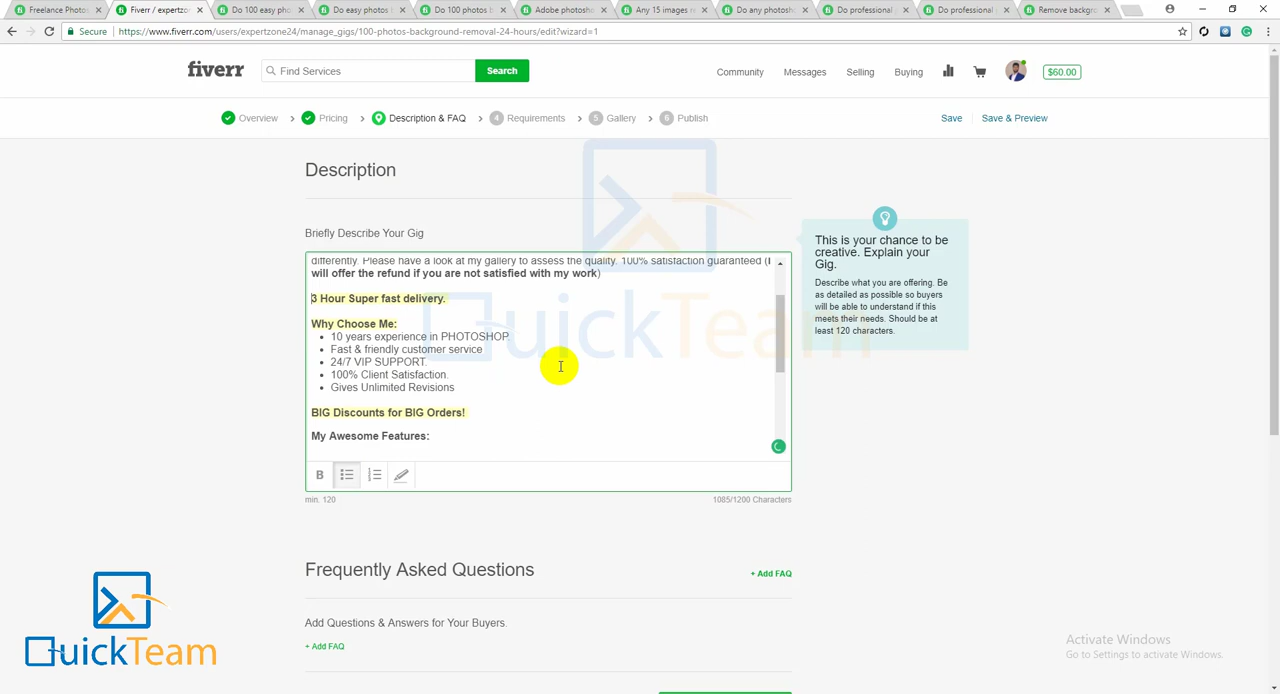 Freelance Photos
Fiverr / expertzone
Do 100 easy pho
Do easy photos
Do 100 photos b
Adobe photosho
Any 15 images re
Do any photosho
Do professional
Do professional
Remove backgro
Secure
https://www.fiverr.com/users/expertzone24/manage_gigs/100-photos-background-removal-24-hours/edit?wizard=1
fiverr
Find Services
Search
Community
Messages
Selling
Buying
$60.00
Overview
Pricing
Description & FAQ
4 Requirements
5 Gallery
6 Publish
Save
Save & Preview
Description
Briefly Describe Your Gig
differently. Please have a look at my gallery to assess the quality. 100% satisfaction guaranteed (I
will offer the refund if you are not satisfied with my work)
3 Hour Super fast delivery.
Why Choose Me:
10 years experience in PHOTOSHOP.
Fast & friendly customer service
24/7 VIP SUPPORT.
100% Client Satisfaction.
Gives Unlimited Revisions
BIG Discounts for BIG Orders!
My Awesome Features:
B
min. 120
1085/1200 Characters
This is your chance to be
creative. Explain your
Gig.
Describe what you are offering. Be
as detailed as possible so buyers
will be able to understand if this
meets their needs. Should be at
least 120 characters.
QuickTeam
Frequently Asked Questions
+ Add FAQ
Add Questions & Answers for Your Buyers.
+ Add FAQ
QuickTeam
Activate Windows
Go to Settings to activate Windows.